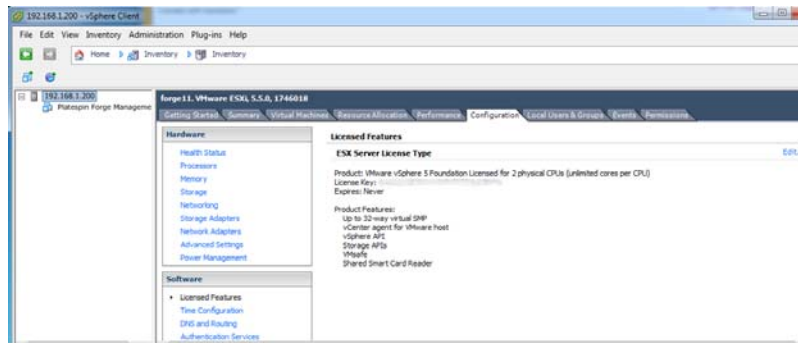 192.168.1.200 - vSphere Client
File Edit View Inventory Administration Plug-ins Help
Home Inventory Inventory
192.168.1.200
Platespin Forge Manageme
forge11. VMware ESXi, 5.5.0, 1746018
Getting Started Summary Virtual Machines Resource Allocation Performance Configuration Local Users & Groups Events Permissions
Hardware
Health Status
Processors
Memory
Storage
Networking
Storage Adapters
Network Adapters
Advanced Settings
Power Management
Software
Licensed Features
Time Configuration
DNS and Routing
Authentication Services
Licensed Features
ESX Server License Type
Edit.
Product: VMware vSphere 5 Foundation Licensed for 2 physical CPUs (unlimited cores per CPU)
License Key:
Expires: Never
Product Features:
Up to 32-way virtual SMP
vCenter agent for VMware host
vSphere API
Storage APIs
VMsafe
Shared Smart Card Reader